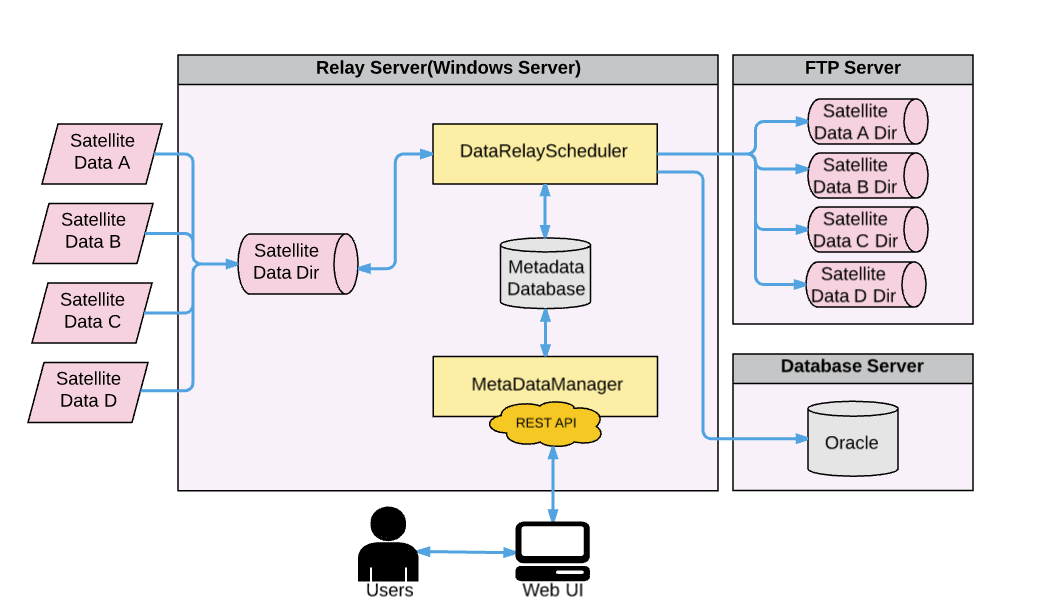 Relay Server(Windows Server)
FTP Server
Satellite
Data A
Satellite
Data B
Satellite
Data C
Satellite
Data D
Satellite
Data Dir
DataRelayScheduler
Metadata
Database
MetaDataManager
REST API
Satellite
Data A Dir
Satellite
Data B Dir
Satellite
Data C Dir
Satellite
Data D Dir
Database Server
Oracle
Users
Web UI